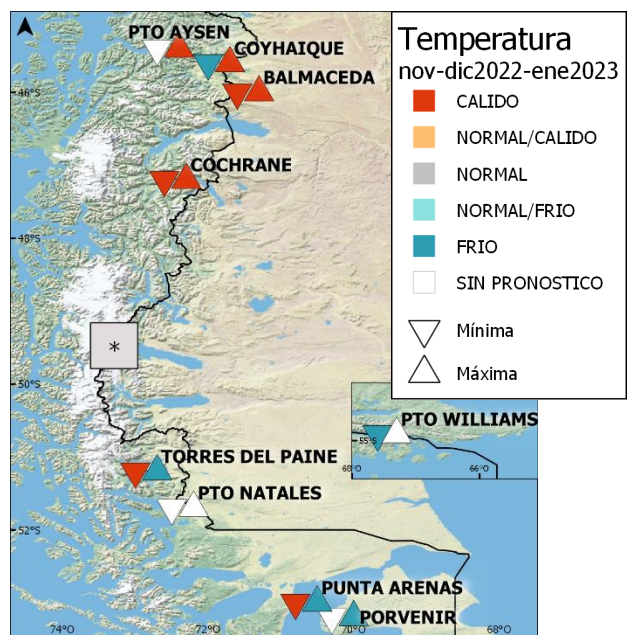 Temperatura
nov-dic2022-ene2023
CALIDO
NORMAL/CALIDO
NORMAL
NORMAL/FRIO
FRIO
SIN PRONOSTICO
Mínima
Máxima
PTO AYSEN
COYHAIQUE
BALMACEDA
46°S
COCHRANE
48°S
*
50°S
PTO WILLIAMS
55°S
68°O
66°O
TORRES DEL PAINE
PTO NATALES
52°S
PUNTA ARENAS
PORVENIR
74°O
72°O
70°O
68°O